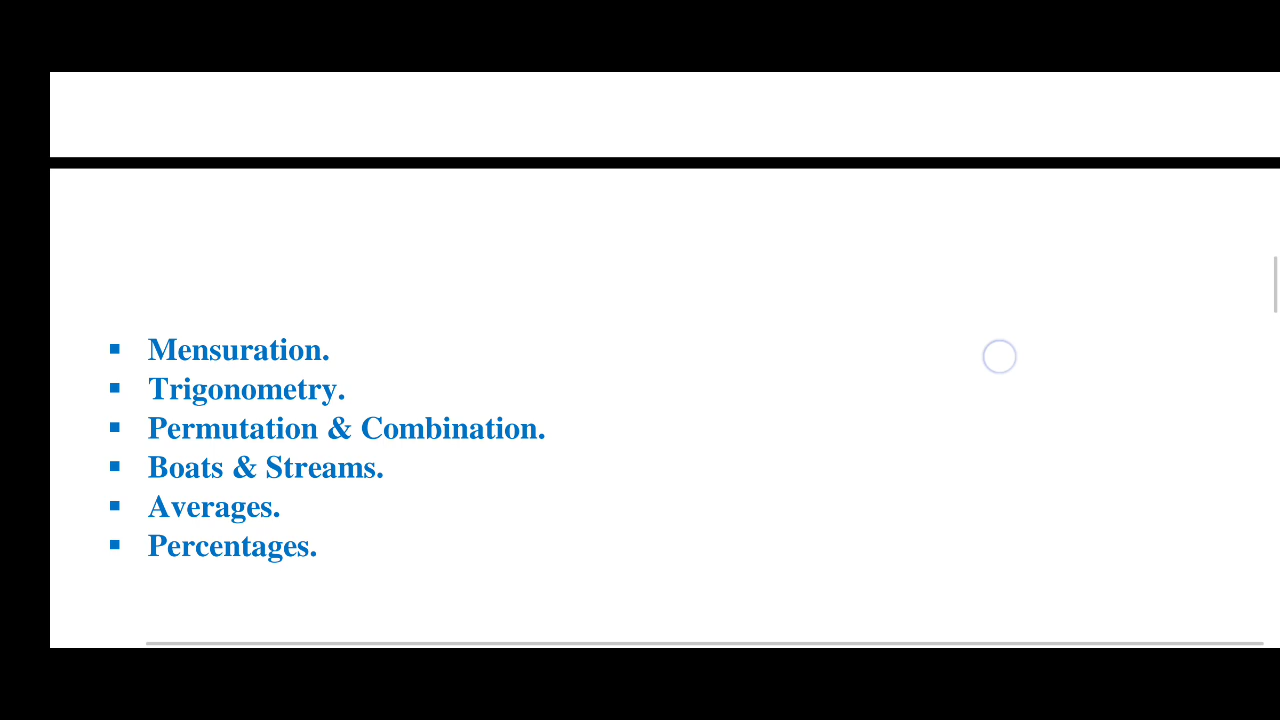 ▪ Mensuration.
▪ Trigonometry.
▪ Permutation & Combination.
▪ Boats & Streams.
▪ Averages.
▪ Percentages.